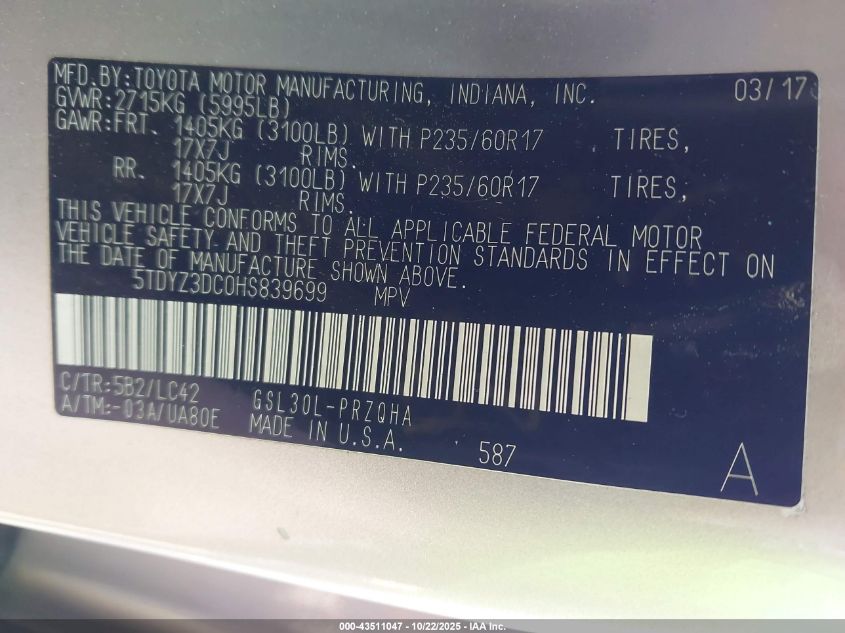 MFD.BY:TOYOTA MOTOR MANUFACTURING, INDIANA, INC. 03/17
GVWR:2715KG (5995LB)
GAWR:FRT. 1405KG (3100LB) WITH P235/60R17 TIRES,
17X7J RIMS.
RR. 1405KG (3100LB) WITH P235/60R17 TIRES,
17X7J RIMS.
THIS VEHICLE CONFORMS TO ALL APPLICABLE FEDERAL MOTOR
VEHICLE SAFETY AND THEFT PREVENTION STANDARDS IN EFFECT ON
THE DATE OF MANUFACTURE SHOWN ABOVE.
5TDYZ3DC0HS839699 MPV
C/TR:5B2/LC42 GSL30L-PRZQHA
A/TM:-03A/UA80E MADE IN U.S.A. 587 A
000-43511047 - 10/22/2025 - IAA Inc.